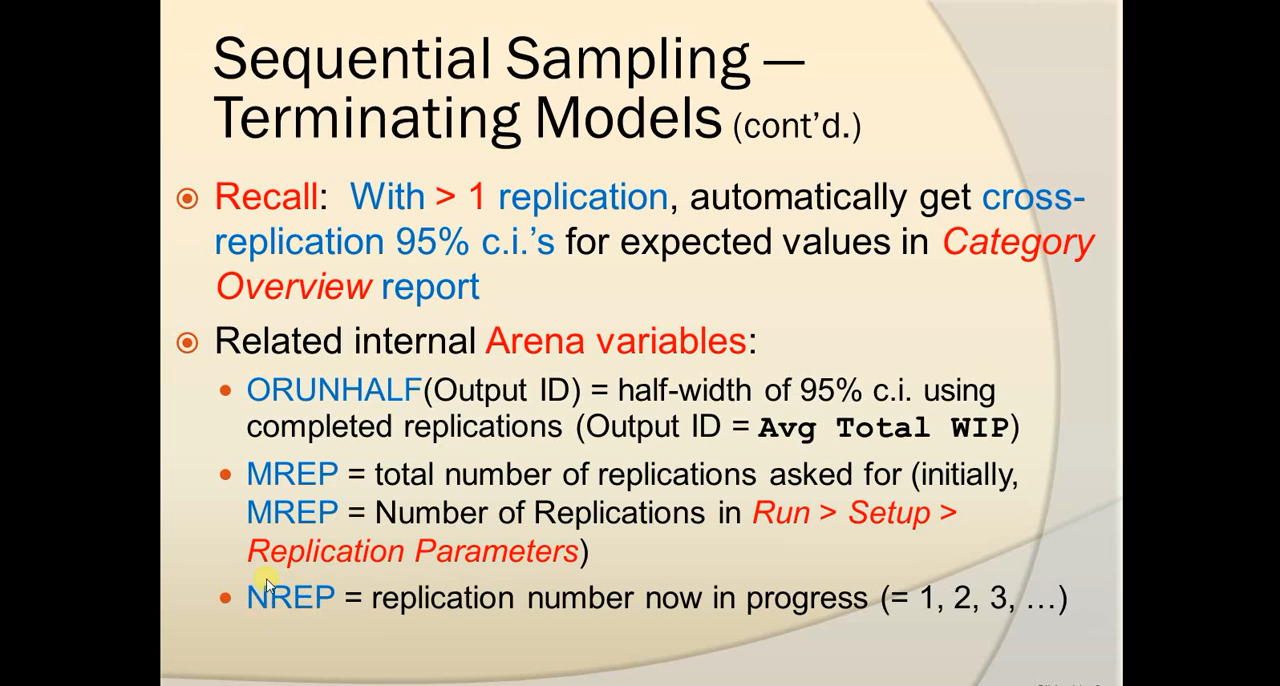 Sequential Sampling —
Terminating Models (cont’d.)
Recall: With > 1 replication, automatically get cross-
replication 95% c.i.’s for expected values in Category
Overview report
Related internal Arena variables:
ORUNHALF(Output ID) = half-width of 95% c.i. using
completed replications (Output ID = Avg Total WIP)
MREP = total number of replications asked for (initially,
MREP = Number of Replications in Run > Setup >
Replication Parameters)
NREP = replication number now in progress (= 1, 2, 3, …)